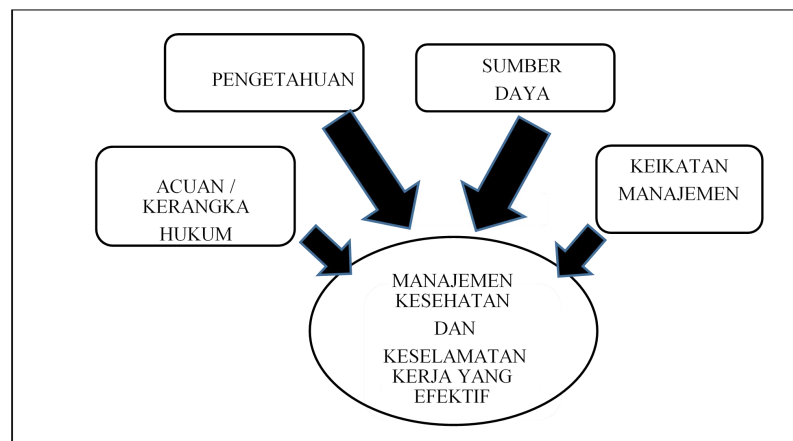 PENGETAHUAN
SUMBER
DAYA
ACUAN /
KERANGKA
HUKUM
KEIKATAN
MANAJEMEN
MANAJEMEN
KESEHATAN
DAN
KESELAMATAN
KERJA YANG
EFEKTIF